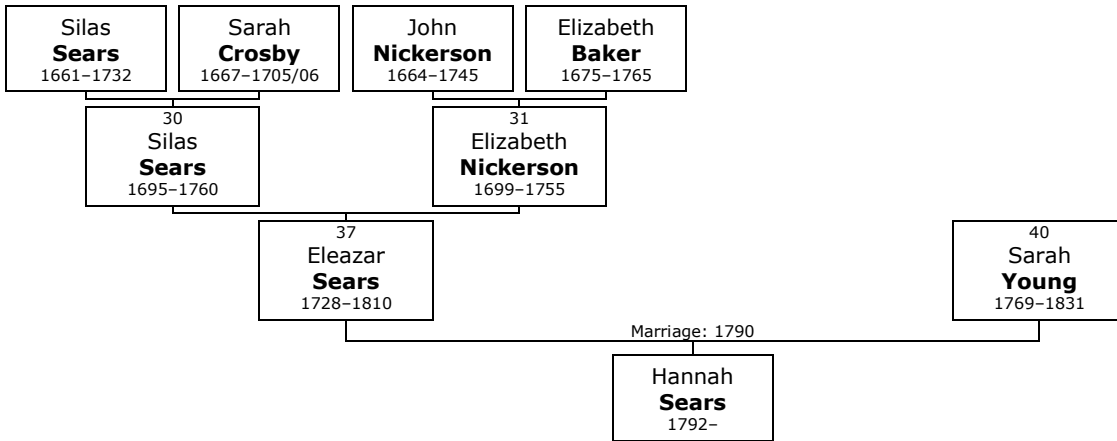 Silas
Sears
1661–1732
Sarah
Crosby
1667–1705/06
John
Nickerson
1664–1745
Elizabeth
Baker
1675–1765
30
Silas
Sears
1695–1760
31
Elizabeth
Nickerson
1699–1755
37
Eleazar
Sears
1728–1810
40
Sarah
Young
1769–1831
Marriage: 1790
Hannah
Sears
1792–